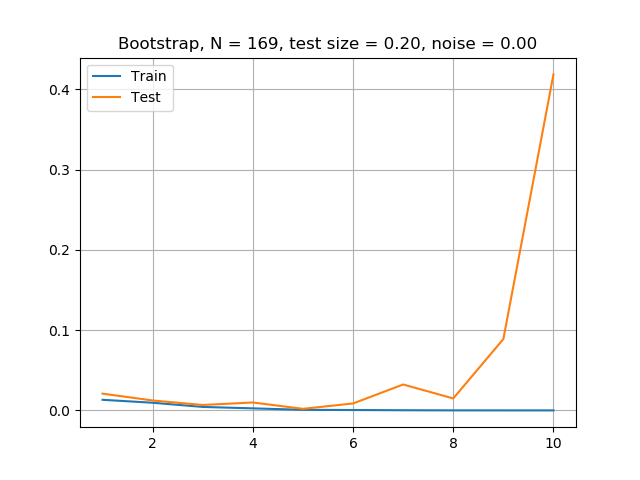 Bootstrap, N = 169, test size = 0.20, noise = 0.00
Train
Test
0.4
0.3
0.2
0.1
0.0
2 4 6 8 10